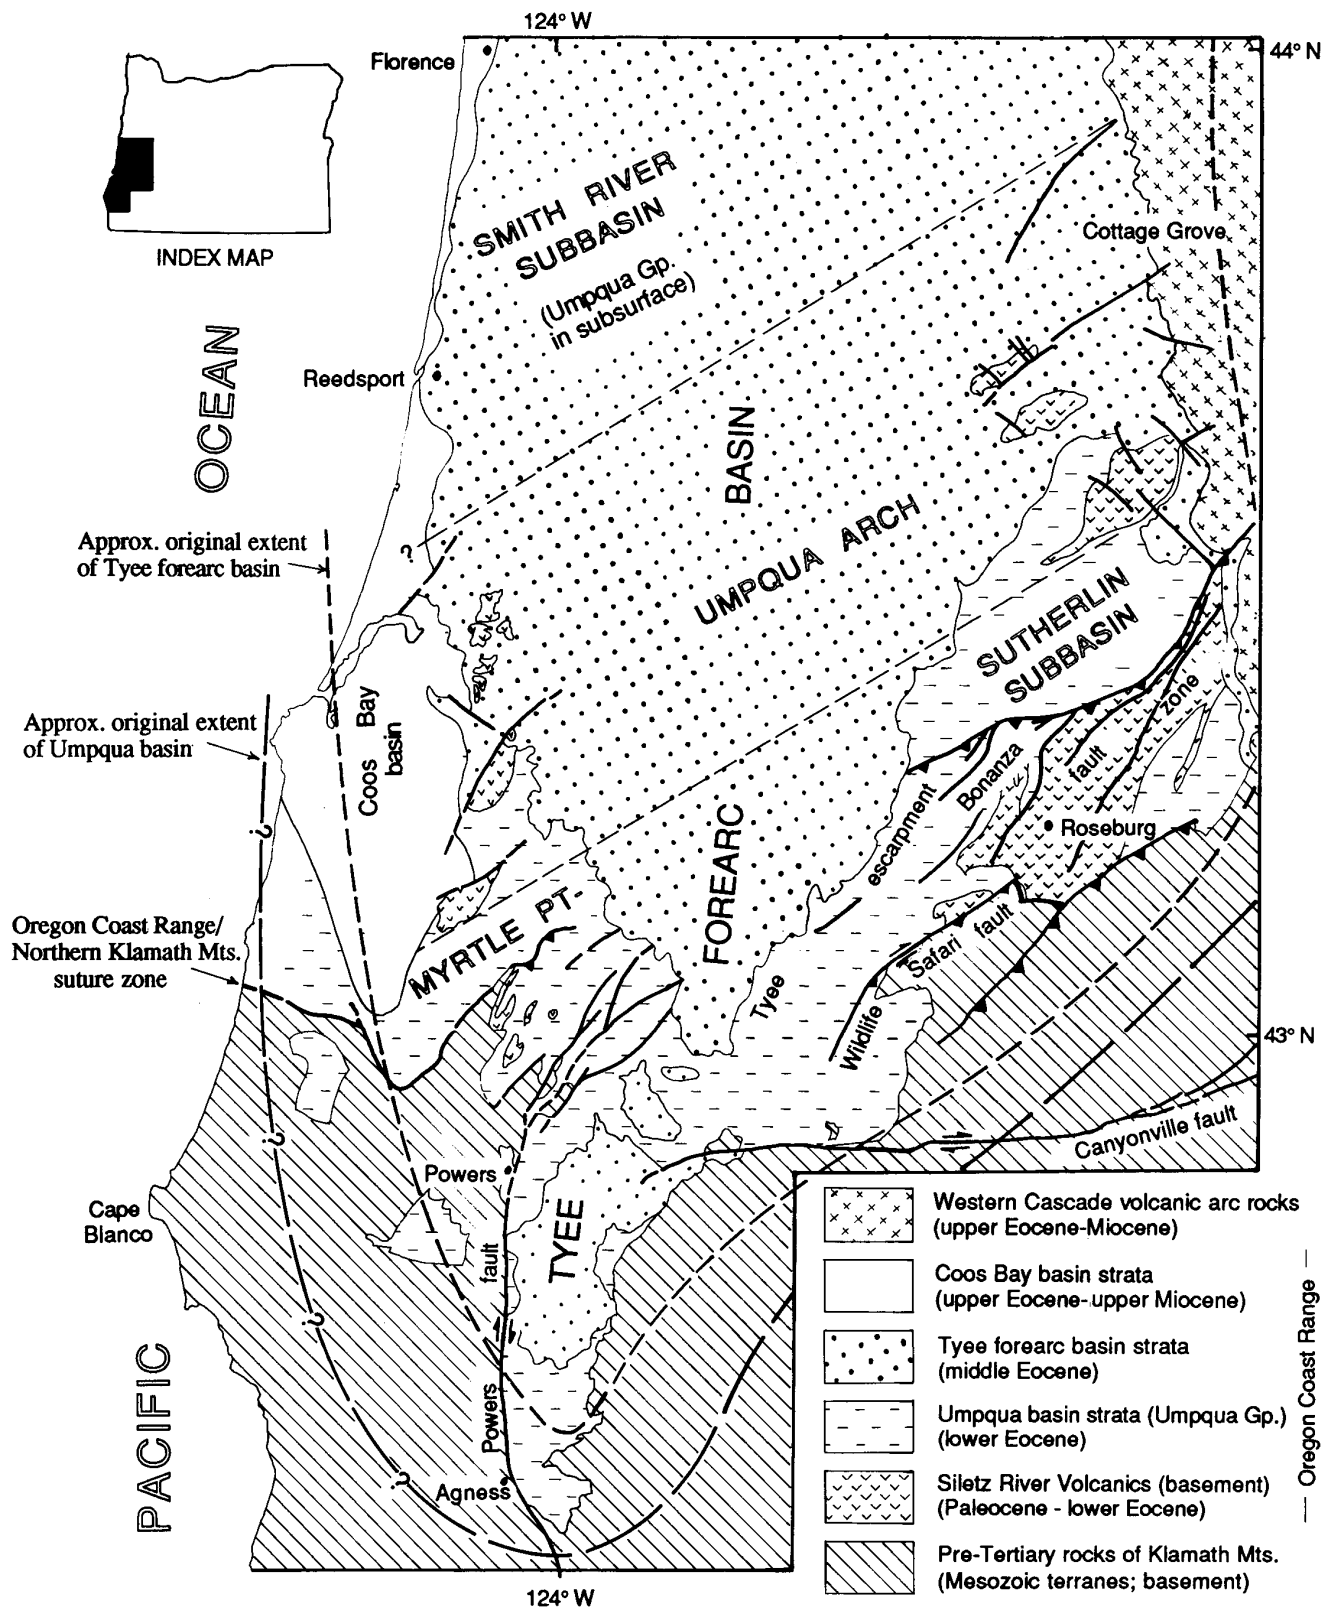 124° W
44° N
Florence
INDEX MAP
SMITH RIVER
SUBBASIN
(Umpqua Gp.
in subsurface)
Cottage Grove
OCEAN
Reedsport
BASIN
?
Approx. original extent
of Tyee forearc basin
UMPQUA ARCH
SUTHERLIN
SUBBASIN
Approx. original extent
of Umpqua basin
Coos Bay
basin
zone
fault
Bonanza
?
Roseburg
escarpment
FOREARC
MYRTLE PT-
Oregon Coast Range/
Northern Klamath Mts.
suture zone
Safari fault
Tyee
Wildlife
43° N
?
Canyonville fault
Powers
Cape
Blanco
TYEE
fault
?
Powers
?
Agness
PACIFIC
124° W
Western Cascade volcanic arc rocks
(upper Eocene-Miocene)
Coos Bay basin strata
(upper Eocene-upper Miocene)
Tyee forearc basin strata
(middle Eocene)
Umpqua basin strata (Umpqua Gp.)
(lower Eocene)
Siletz River Volcanics (basement)
(Paleocene - lower Eocene)
Pre-Tertiary rocks of Klamath Mts.
(Mesozoic terranes; basement)
— Oregon Coast Range —